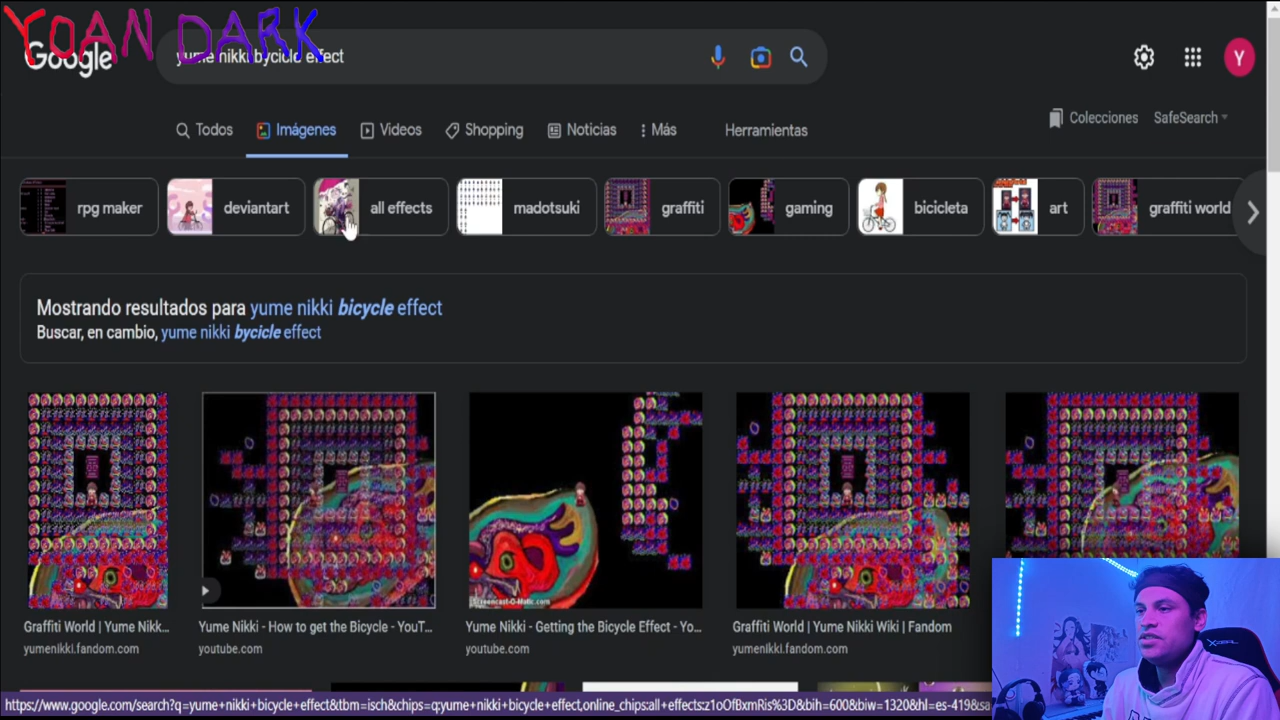 YOAN DARK
Google
yume nikki bycicle effect
Y
Todos
Imágenes
Videos
Shopping
Noticias
Más
Herramientas
Colecciones
SafeSearch
rpg maker
deviantart
all effects
madotsuki
graffiti
gaming
bicicleta
art
graffiti world
Mostrando resultados para yume nikki bicycle effect
Buscar, en cambio, yume nikki bycicle effect
Screencast-O-Matic.com
Graffiti World | Yume Nikk...
yumenikki.fandom.com
Yume Nikki - How to get the Bicycle - YouT...
youtube.com
Yume Nikki - Getting the Bicycle Effect - Yo...
youtube.com
Graffiti World | Yume Nikki Wiki | Fandom
yumenikki.fandom.com
https://www.google.com/search?q=yume+nikki+bicycle+effect&tbm=isch&chips=q:yume+nikki+bicycle+effect,online_chips:all+effects:z1oOfBxmRis%3D&bih=600&biw=1320&hl=es-419&sa